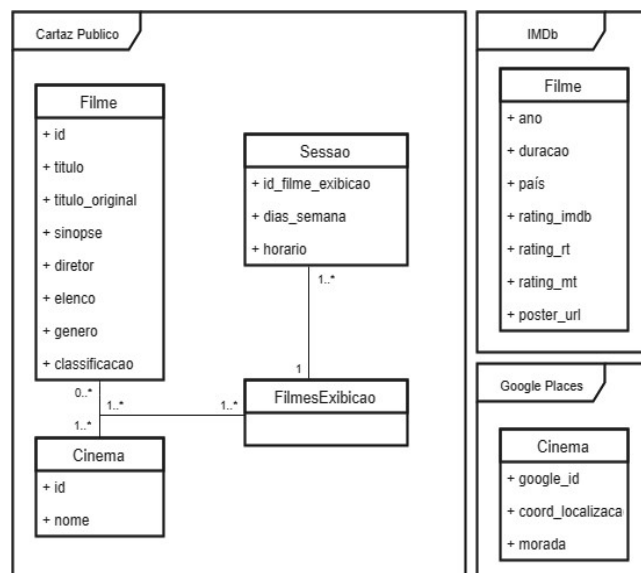 Cartaz Publico
Filme
+ id
+ titulo
+ titulo_original
+ sinopse
+ diretor
+ elenco
+ genero
+ classificacao
Sessao
+ id_filme_exibicao
+ dias_semana
+ horario
1..*
1
0..*
1..*
1..*
1..*
FilmesExibicao
Cinema
+ id
+ nome
IMDb
Filme
+ ano
+ duracao
+ país
+ rating_imdb
+ rating_rt
+ rating_mt
+ poster_url
Google Places
Cinema
+ google_id
+ coord_localizaca
+ morada